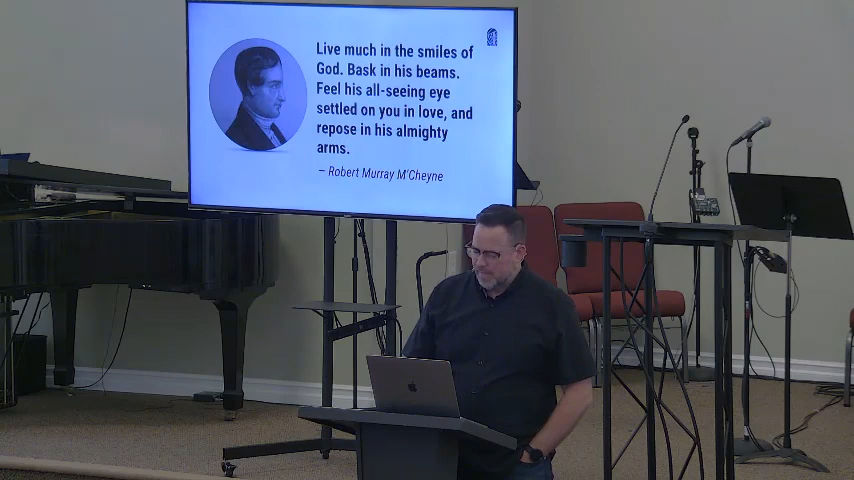 Live much in the smiles of
God. Bask in his beams.
Feel his all-seeing eye
settled on you in love, and
repose in his almighty
arms.
– Robert Murray M'Cheyne